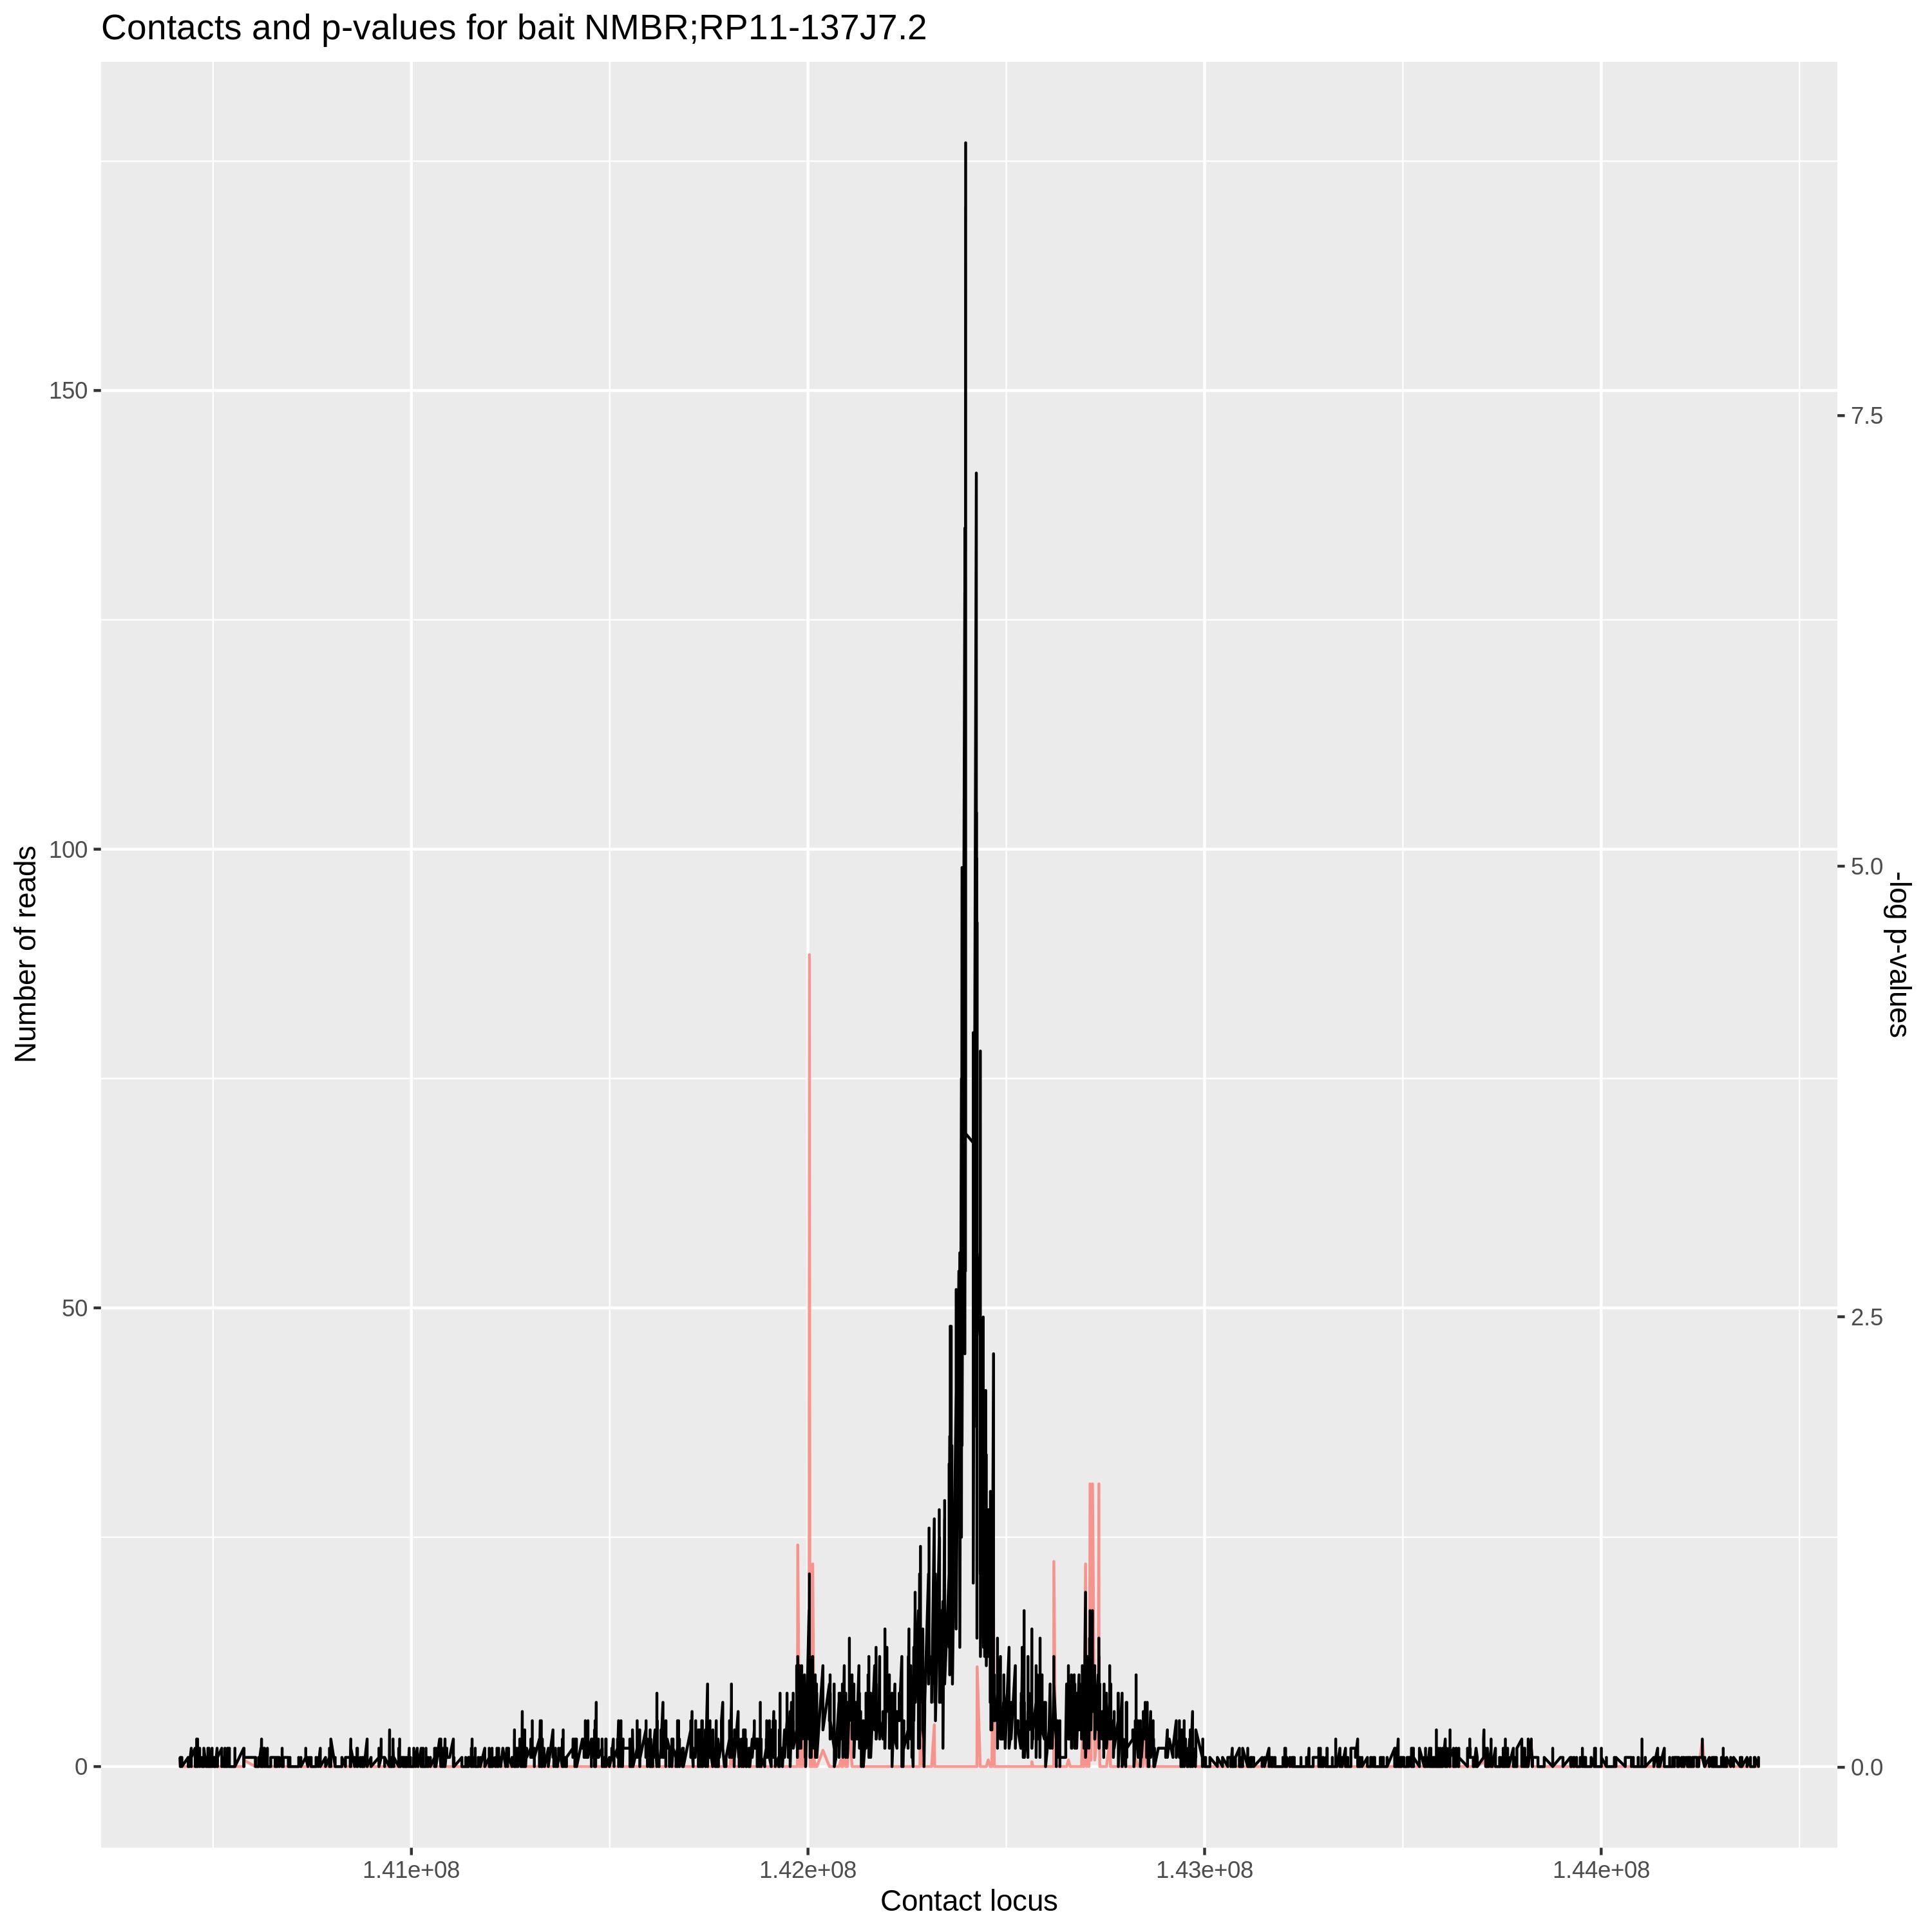 Contacts and p-values for bait NMBR;RP11-137J7.2
Number of reads
150
100
50
0
7.5
5.0
2.5
0.0
-log p-values
1.41e+08
1.42e+08
1.43e+08
1.44e+08
Contact locus